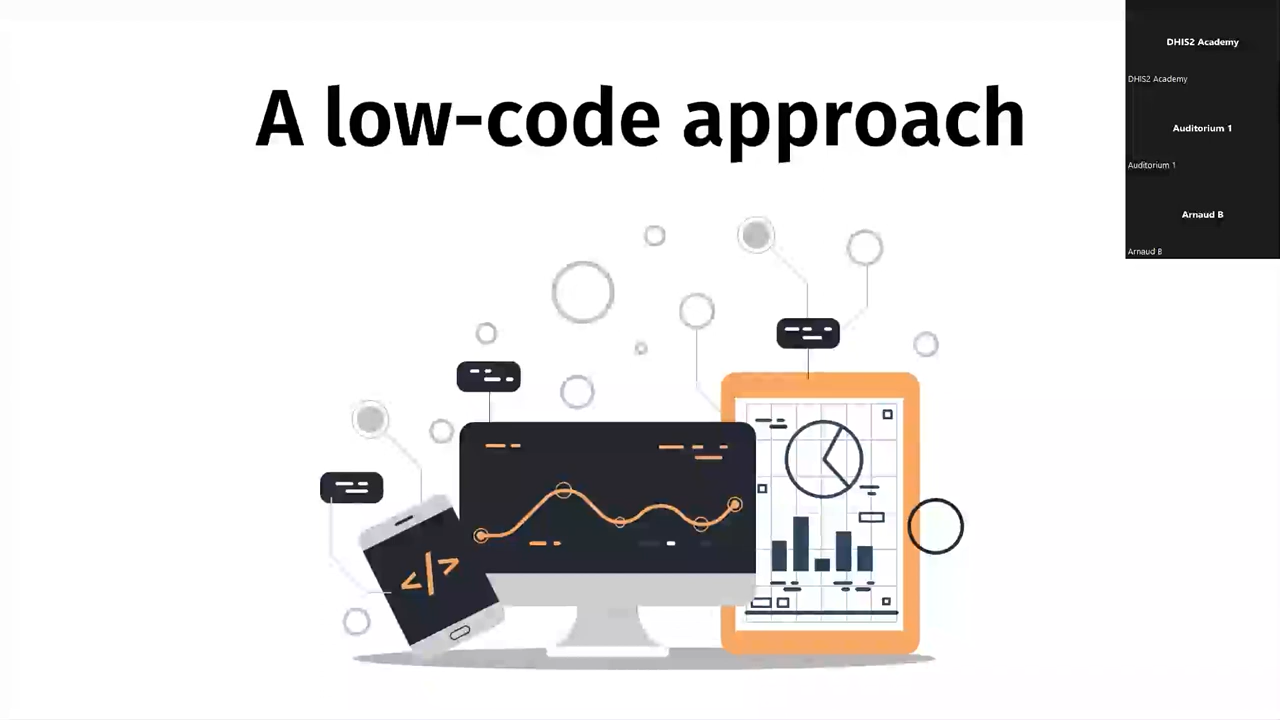 A low-code approach
DHIS2 Academy
DHIS2 Academy
Auditorium 1
Auditorium 1
Arnaud B
Arnaud B
</>